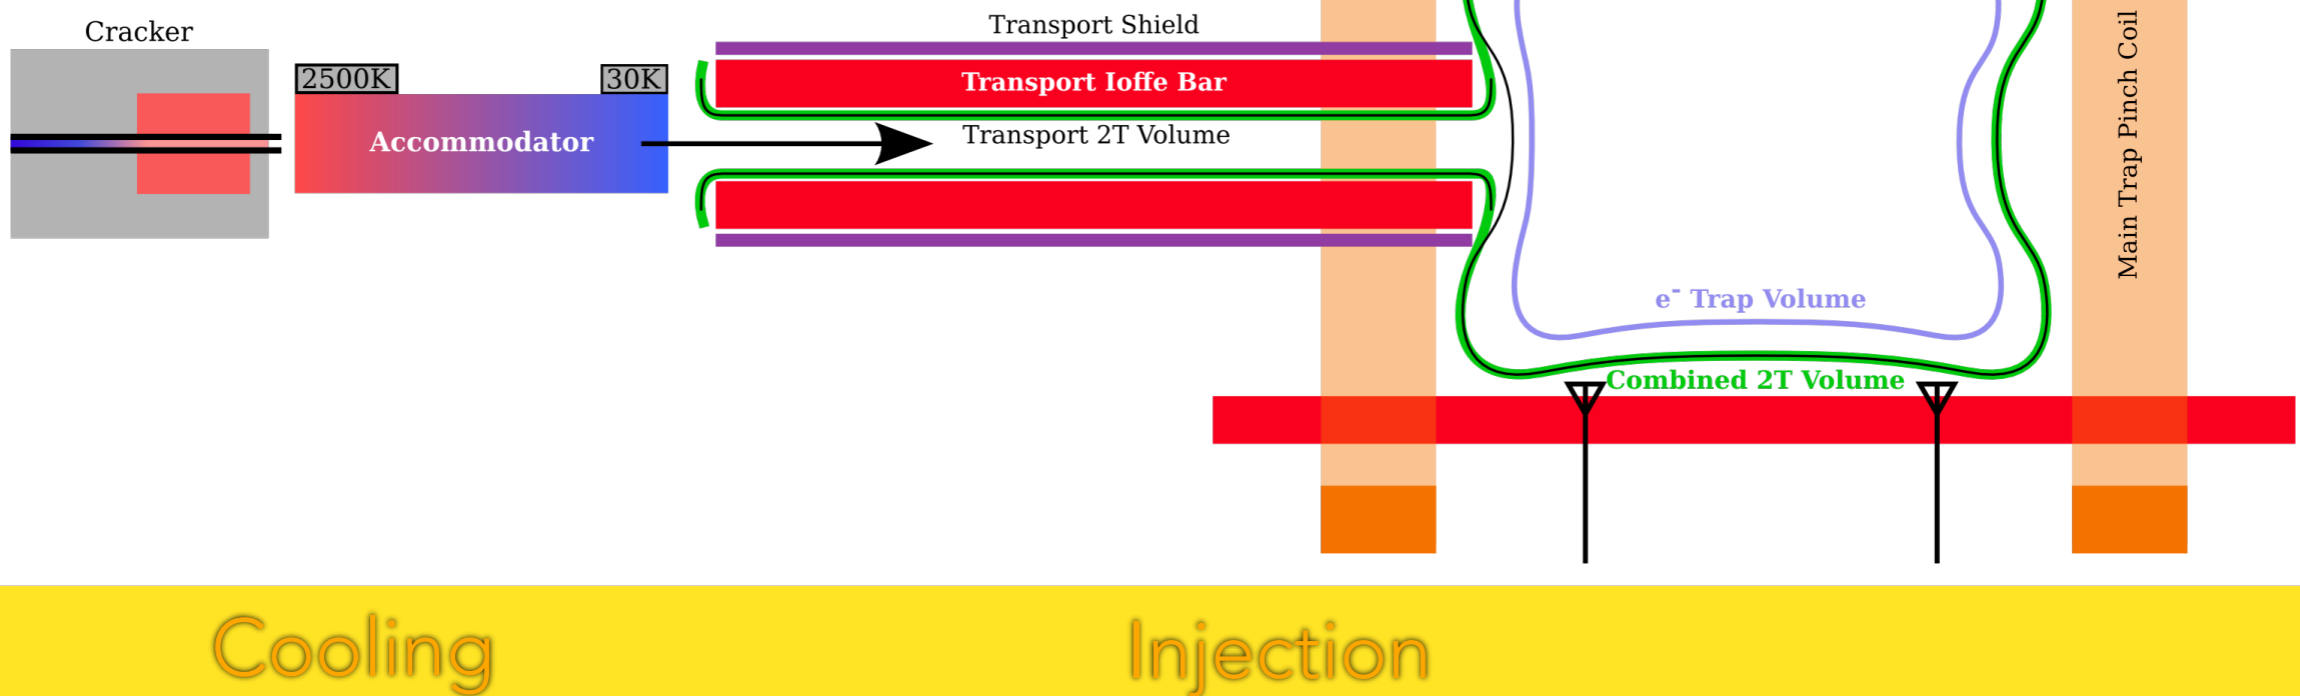 Cracker
2500K
30K
Accommodator
Transport Shield
Transport Ioffe Bar
Transport 2T Volume
Main Trap Pinch Coil
e⁻ Trap Volume
Combined 2T Volume
Cooling
Injection